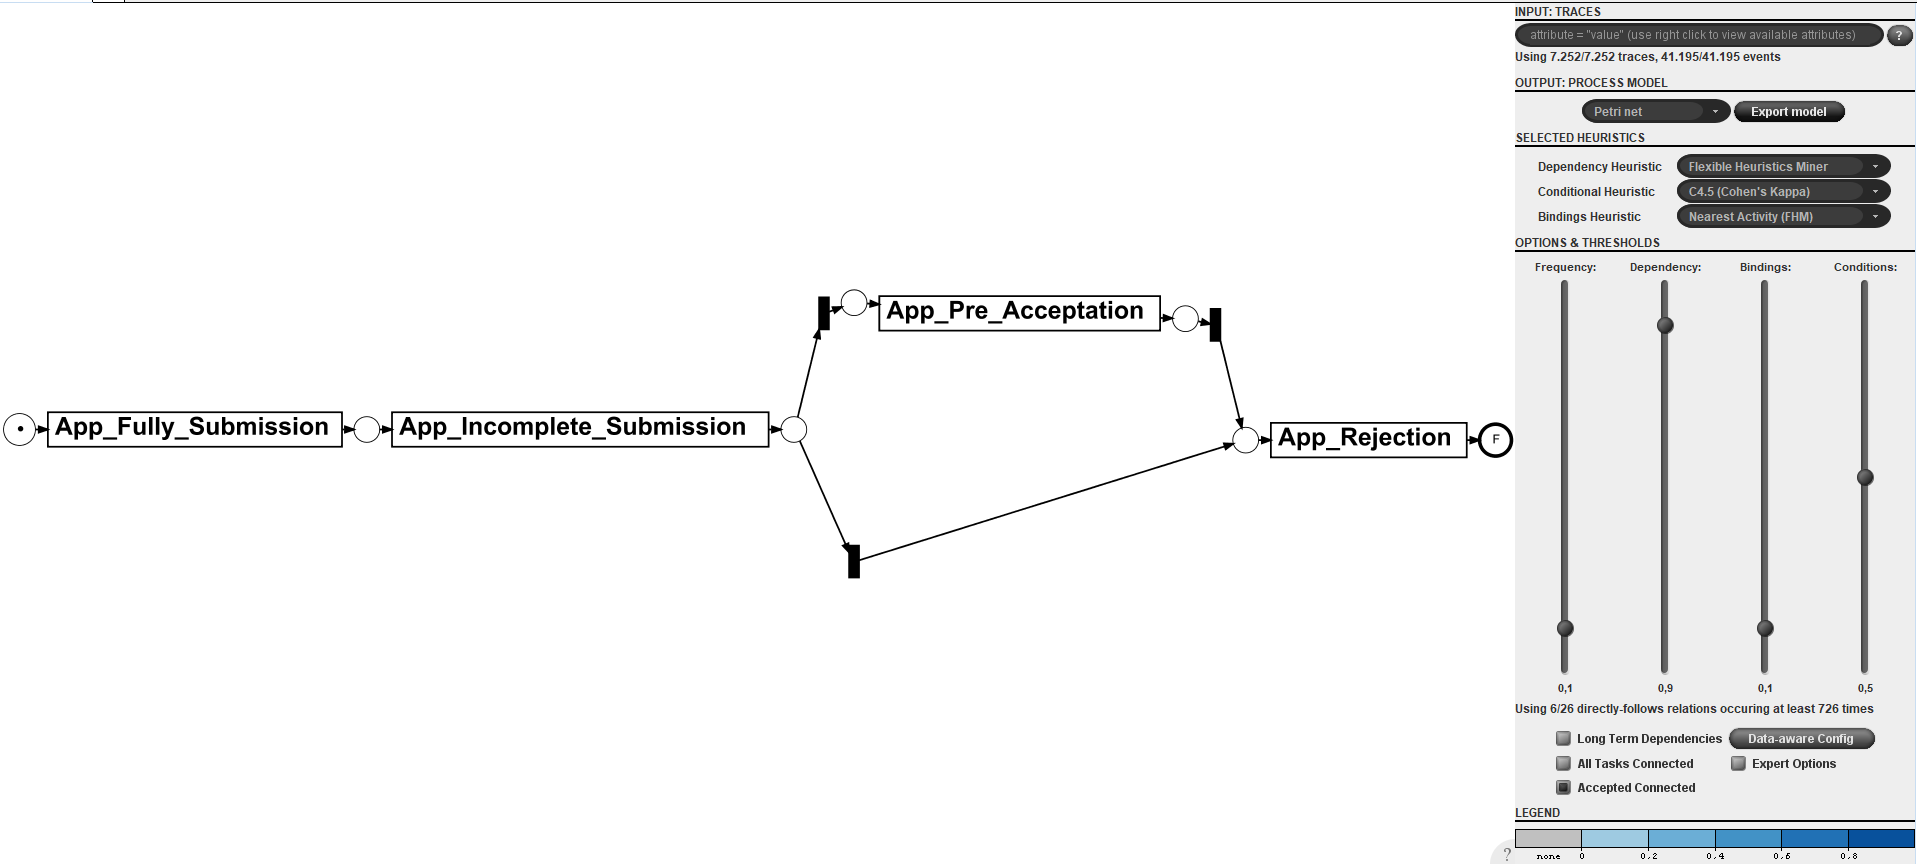 INPUT: TRACES
attribute = "value" (use right click to view available attributes)
?
Using 7.252/7.252 traces, 41.195/41.195 events
OUTPUT: PROCESS MODEL
Petri net
Export model
SELECTED HEURISTICS
Dependency Heuristic
Flexible Heuristics Miner
Conditional Heuristic
C4.5 (Cohen's Kappa)
Bindings Heuristic
Nearest Activity (FHM)
OPTIONS & THRESHOLDS
Frequency: Dependency: Bindings: Conditions:
App_Pre_Acceptation
App_Fully_Submission
App_Incomplete_Submission
App_Rejection
F
0,1 0,9 0,1 0,5
Using 6/26 directly-follows relations occuring at least 726 times
Long Term Dependencies
Data-aware Config
All Tasks Connected
Expert Options
Accepted Connected
LEGEND
?
none 0 0,2 0,4 0,6 0,8